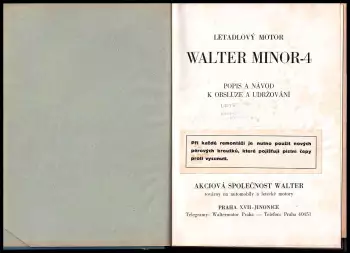 LETADLOVÝ MOTOR
WALTER MINOR-4
POPIS A NÁVOD
K OBSLUZE A UDRŽOVÁNÍ
Při každé remontáži je nutno použít nových
pérových kroužků, které pojišťují pístní čepy
proti vysunutí.
AKCIOVÁ SPOLEČNOST WALTER
továrna na automobily a letecké motory
PRAHA XVII-JINONICE
Telegramy: Waltermotor Praha — Telefon: Praha 40451